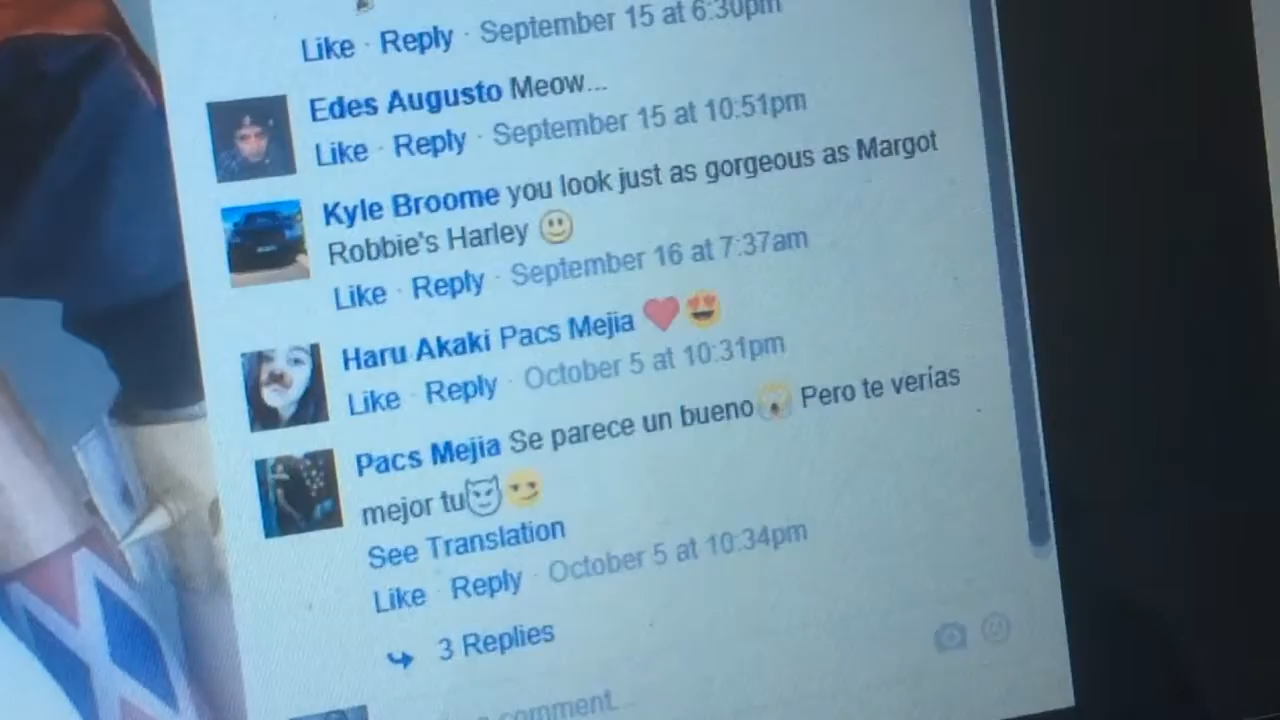 Like · Reply · September 15 at 6:30pm
Edes Augusto Meow...
Like · Reply · September 15 at 10:51pm
Kyle Broome you look just as gorgeous as Margot
Robbie's Harley 🙂
Like · Reply · September 16 at 7:37am
Haru Akaki Pacs Mejia ❤️😍
Like · Reply · October 5 at 10:31pm
Pacs Mejia Se parece un bueno😱 Pero te verías
mejor tu😈😏
See Translation
Like · Reply · October 5 at 10:34pm
3 Replies
comment...